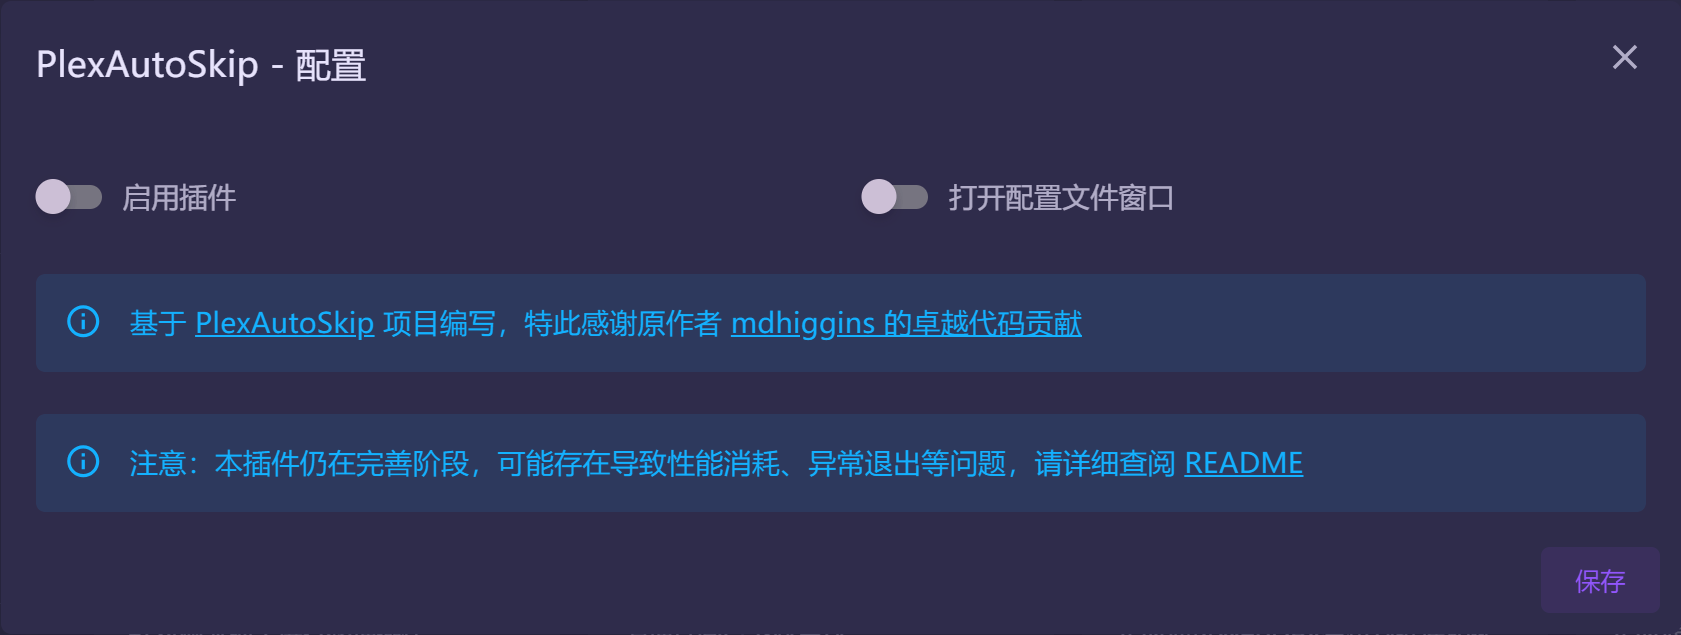 PlexAutoSkip - 配置
启用插件
打开配置文件窗口
基于 PlexAutoSkip 项目编写，特此感谢原作者 mdhiggins 的卓越代码贡献
注意：本插件仍在完善阶段，可能存在导致性能消耗、异常退出等问题，请详细查阅 README
保存